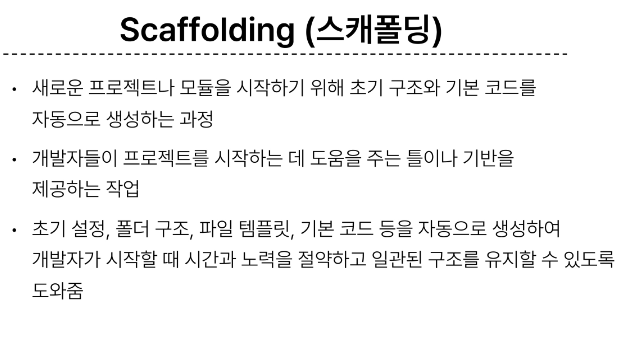 Scaffolding (스캐폴딩)
• 새로운 프로젝트나 모듈을 시작하기 위해 초기 구조와 기본 코드를
자동으로 생성하는 과정
• 개발자들이 프로젝트를 시작하는 데 도움을 주는 틀이나 기반을
제공하는 작업
• 초기 설정, 폴더 구조, 파일 템플릿, 기본 코드 등을 자동으로 생성하여
개발자가 시작할 때 시간과 노력을 절약하고 일관된 구조를 유지할 수 있도록
도와줌